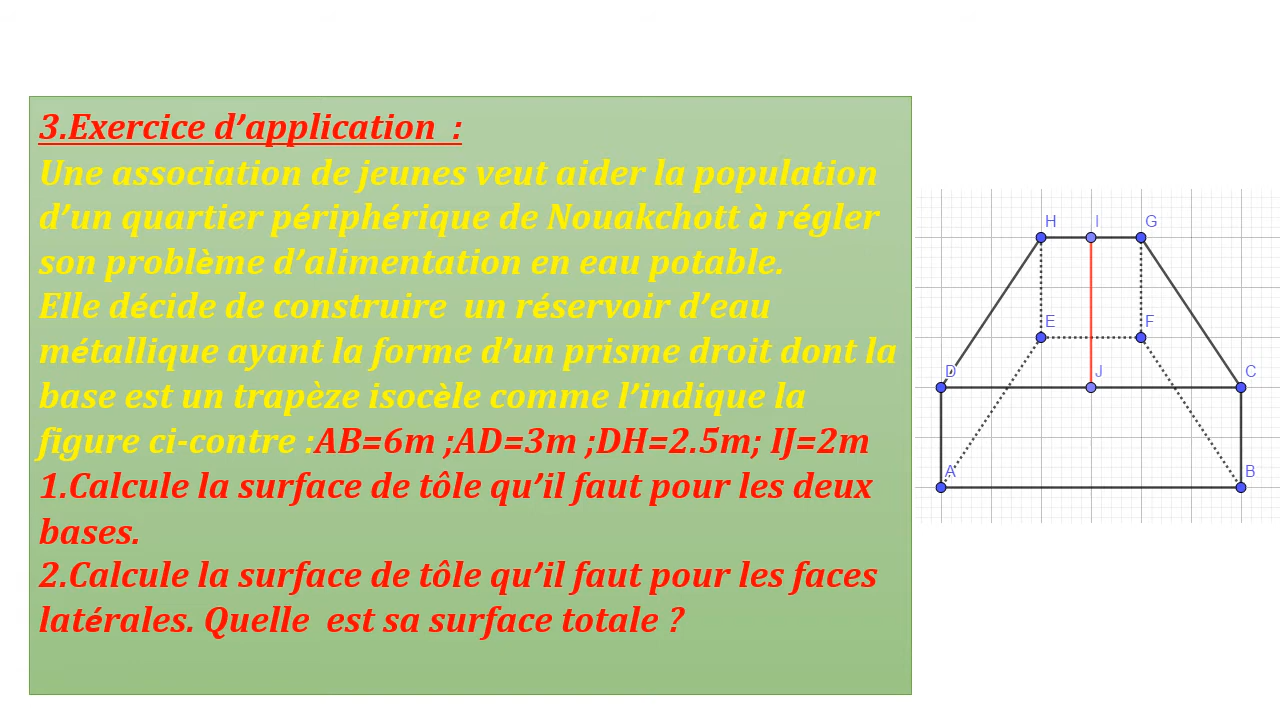 3.Exercice d’application :
Une association de jeunes veut aider la population
d’un quartier périphérique de Nouakchott à régler
son problème d’alimentation en eau potable.
Elle décide de construire un réservoir d’eau
métallique ayant la forme d’un prisme droit dont la
base est un trapèze isocèle comme l’indique la
figure ci-contre :AB=6m ;AD=3m ;DH=2.5m; IJ=2m
1.Calcule la surface de tôle qu’il faut pour les deux
bases.
2.Calcule la surface de tôle qu’il faut pour les faces
latérales. Quelle est sa surface totale ?
H I G
E F
D J C
A B